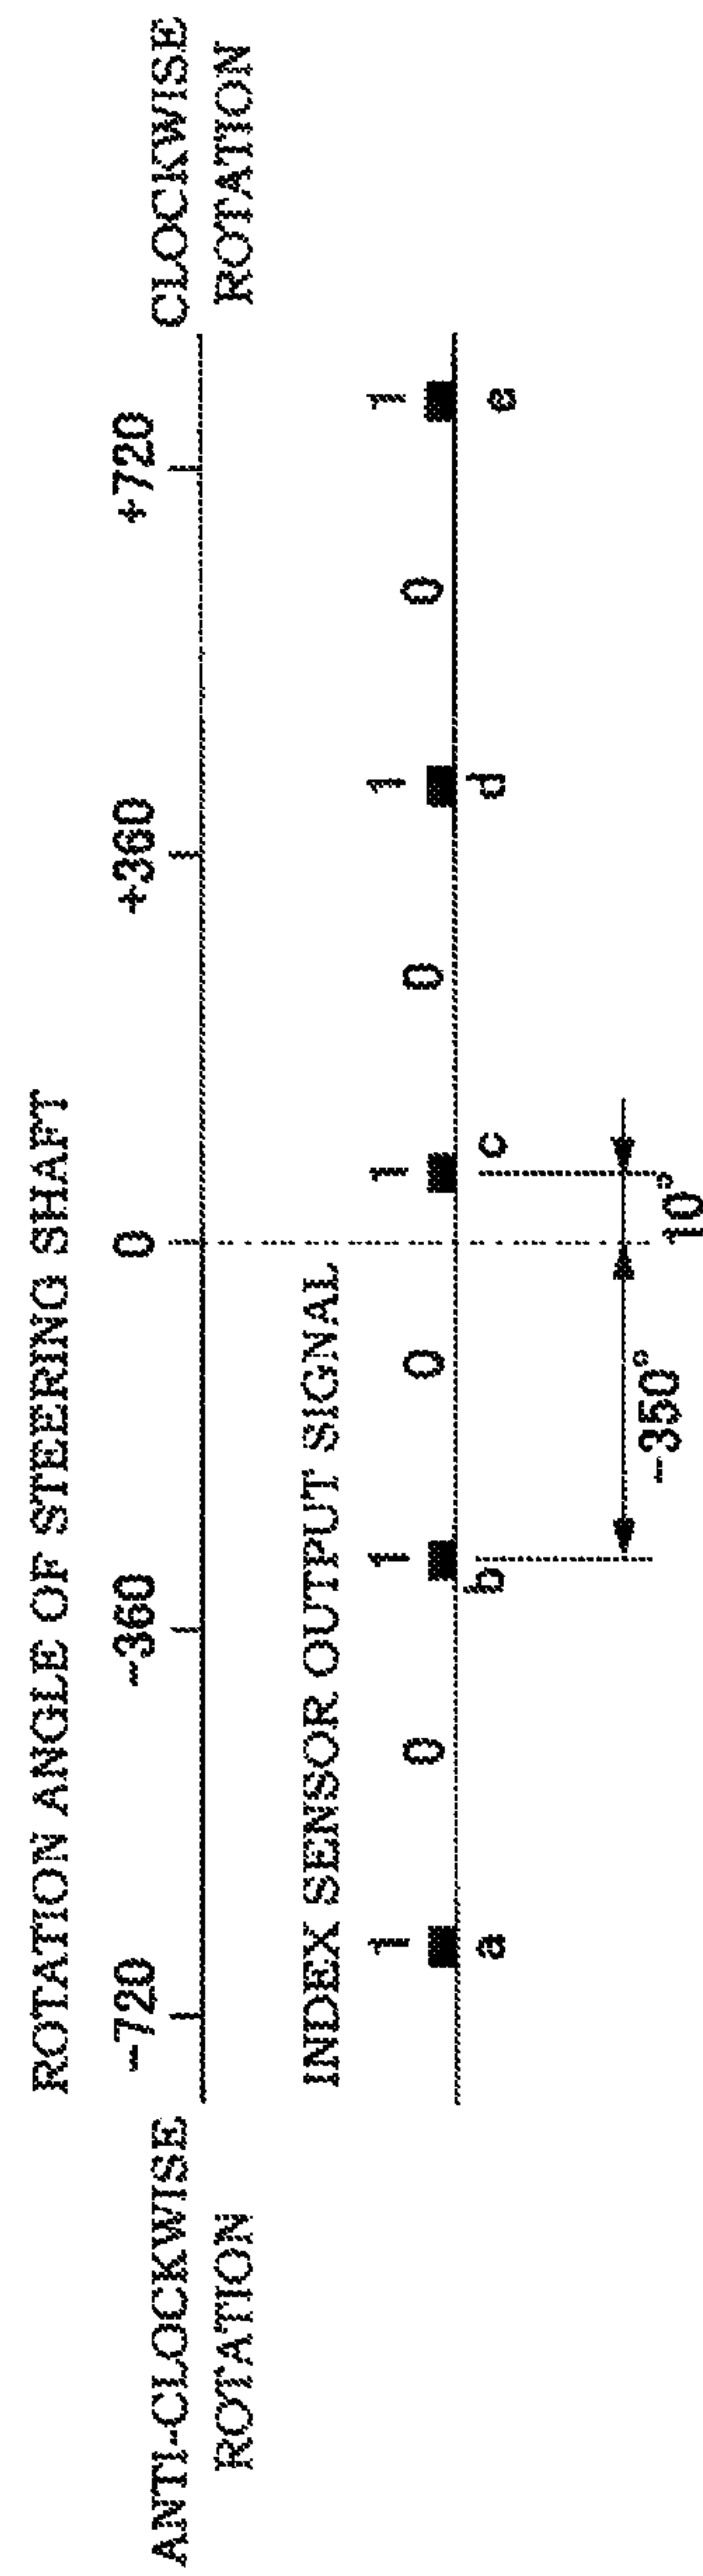 ROTATION ANGLE OF STEERING SHAFT
ANTI-CLOCKWISE
ROTATION
-720
-360
0
+360
+720
CLOCKWISE
ROTATION
INDEX SENSOR OUTPUT SIGNAL
1
0
1
0
1
0
1
0
1
a
b
c
d
e
-350°
10°